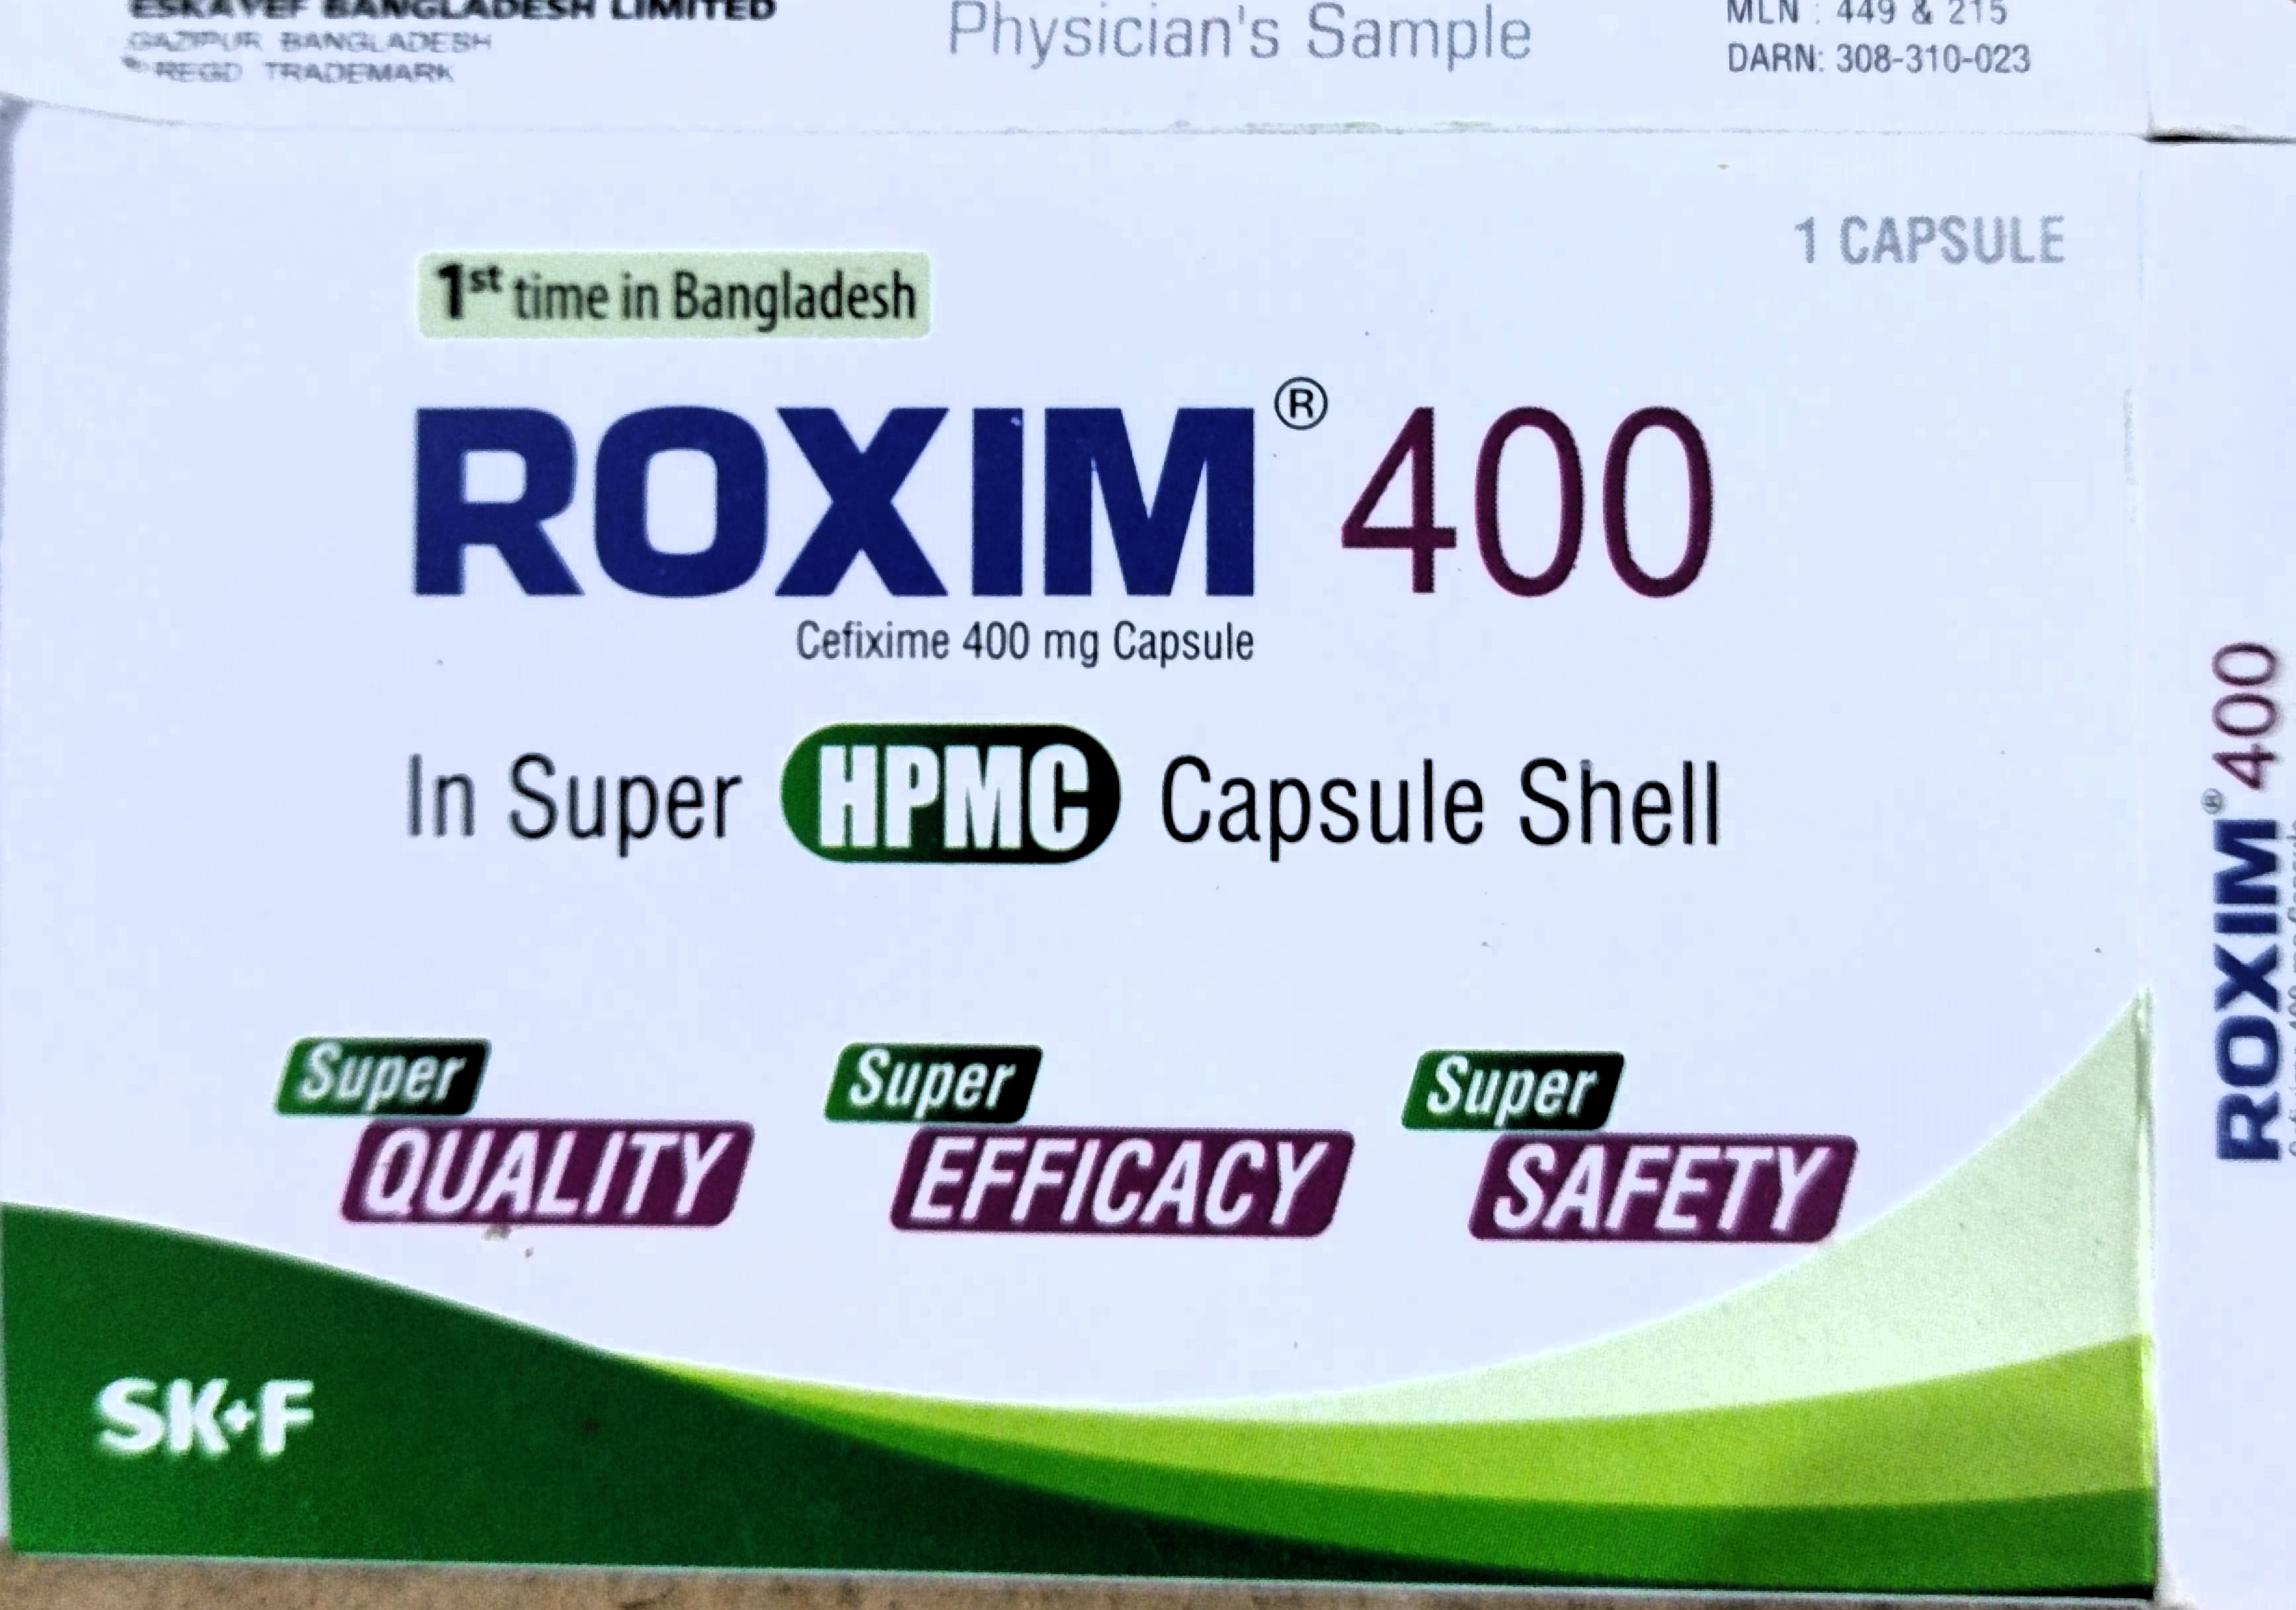 ESKAYEF BANGLADESH LIMITED
GAZIPUR, BANGLADESH
® REGD. TRADEMARK
Physician's Sample
MLN : 449 & 215
DARN: 308-310-023
1 CAPSULE
1st time in Bangladesh
ROXIM® 400
Cefixime 400 mg Capsule
In Super HPMC Capsule Shell
Super QUALITY
Super EFFICACY
Super SAFETY
SK+F
ROXIM® 400